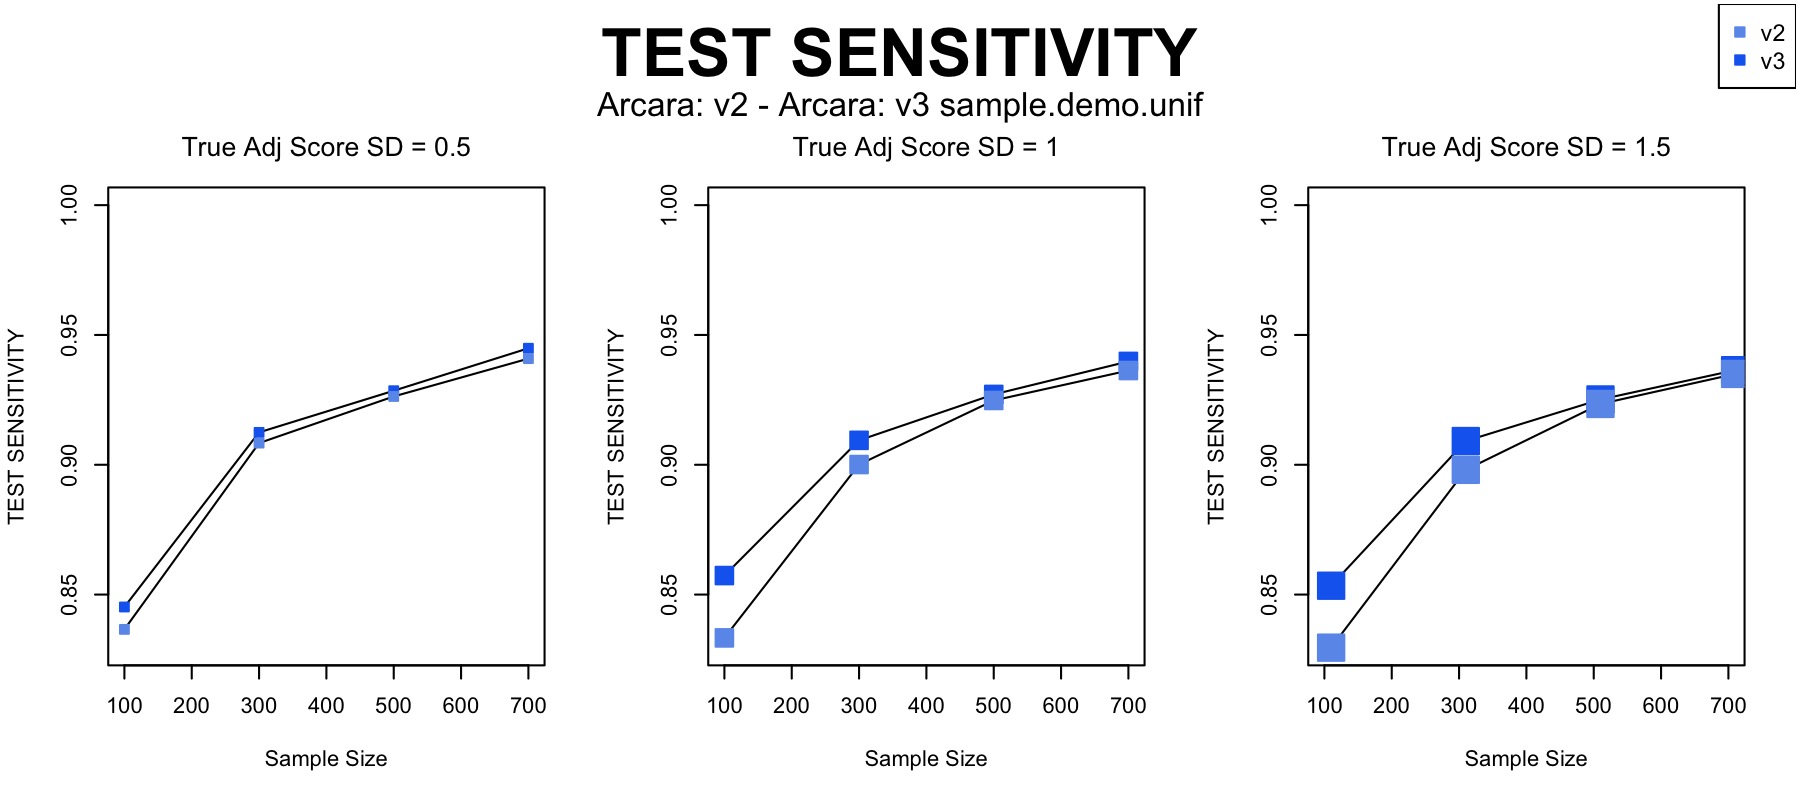 TEST SENSITIVITY
Arcara: v2 - Arcara: v3 sample.demo.unif
v2
v3
True Adj Score SD = 0.5
1.00
0.95
0.90
0.85
TEST SENSITIVITY
100 200 300 400 500 600 700
Sample Size
True Adj Score SD = 1
1.00
0.95
0.90
0.85
TEST SENSITIVITY
100 200 300 400 500 600 700
Sample Size
True Adj Score SD = 1.5
1.00
0.95
0.90
0.85
TEST SENSITIVITY
100 200 300 400 500 600 700
Sample Size